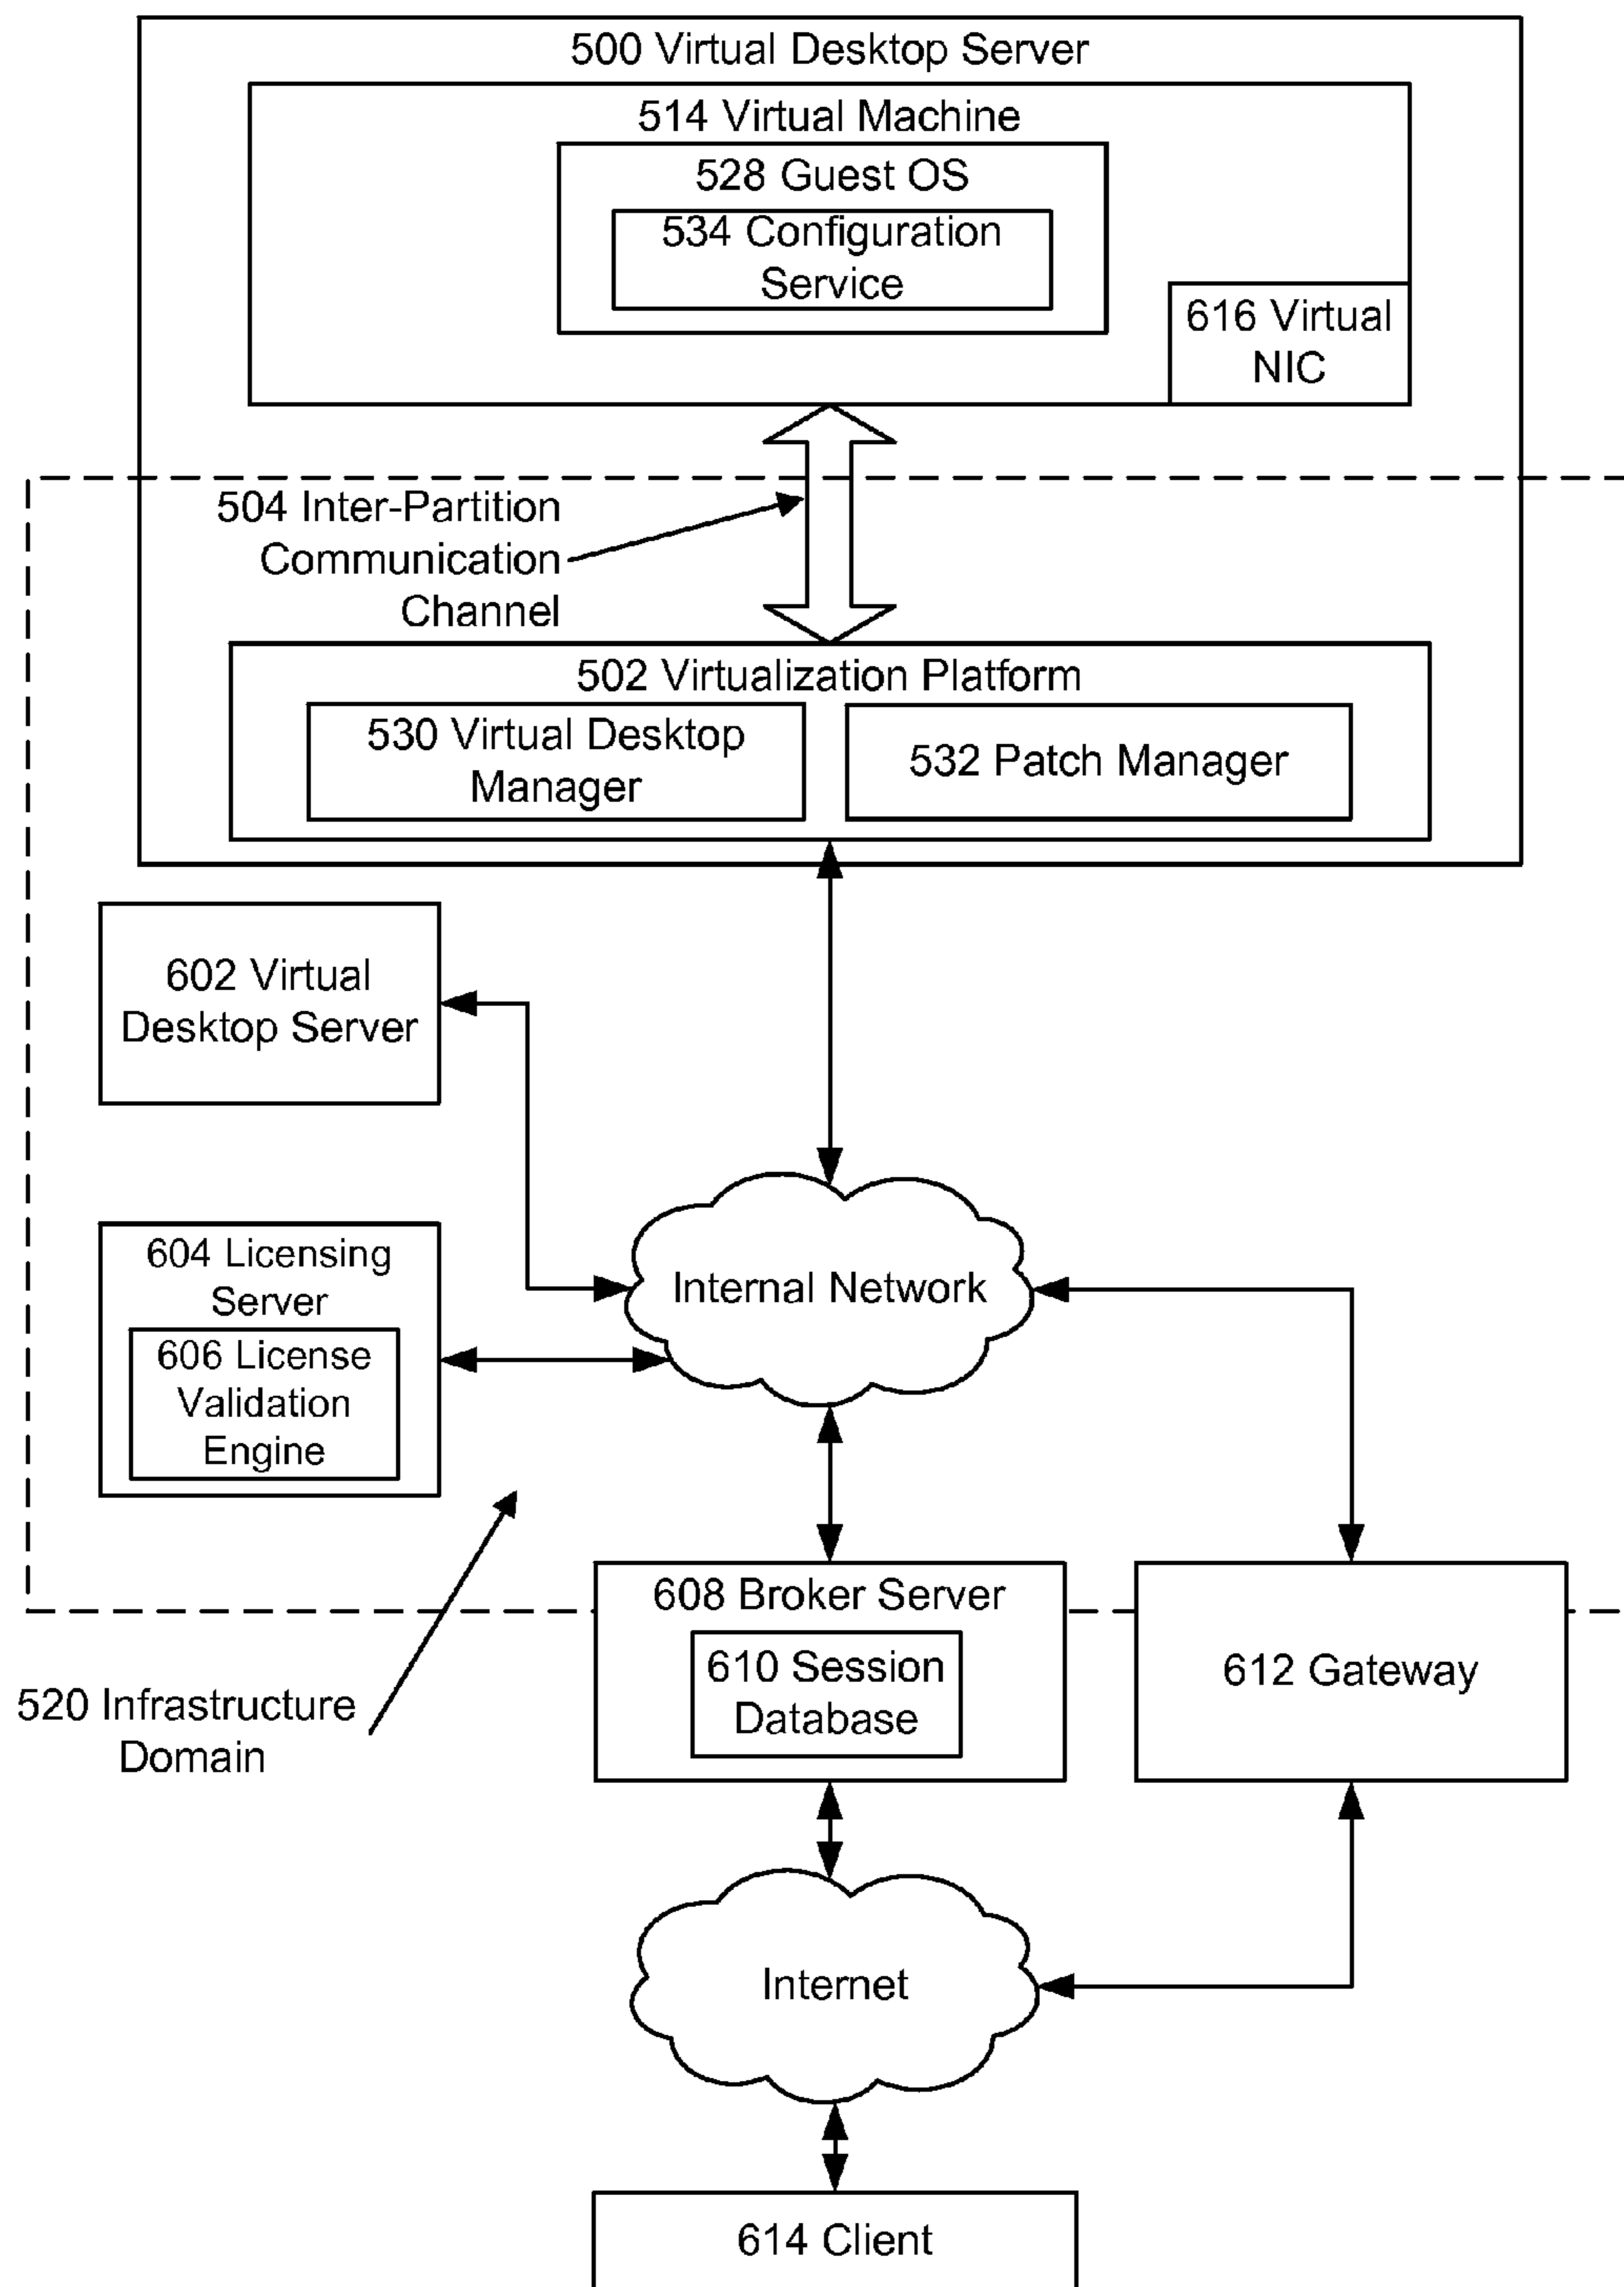 500 Virtual Desktop Server
514 Virtual Machine
528 Guest OS
534 Configuration
Service
616 Virtual
NIC
504 Inter-Partition
Communication
Channel
502 Virtualization Platform
530 Virtual Desktop
Manager
532 Patch Manager
602 Virtual
Desktop Server
604 Licensing
Server
606 License
Validation
Engine
Internal Network
608 Broker Server
610 Session
Database
612 Gateway
520 Infrastructure
Domain
Internet
614 Client